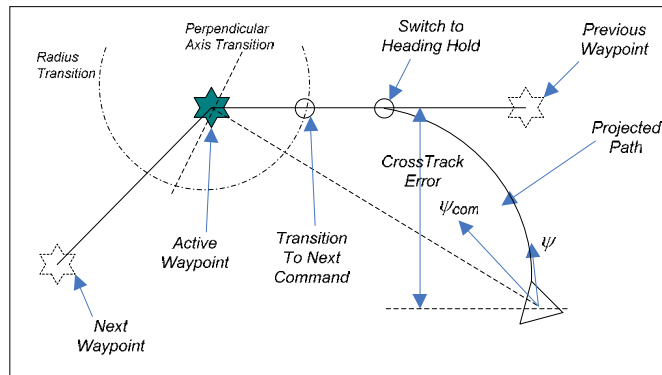 Perpendicular
Axis Transition
Radius
Transition
Switch to
Heading Hold
Previous
Waypoint
CrossTrack
Error
Projected
Path
ψcom
ψ
Active
Waypoint
Transition
To Next
Command
Next
Waypoint